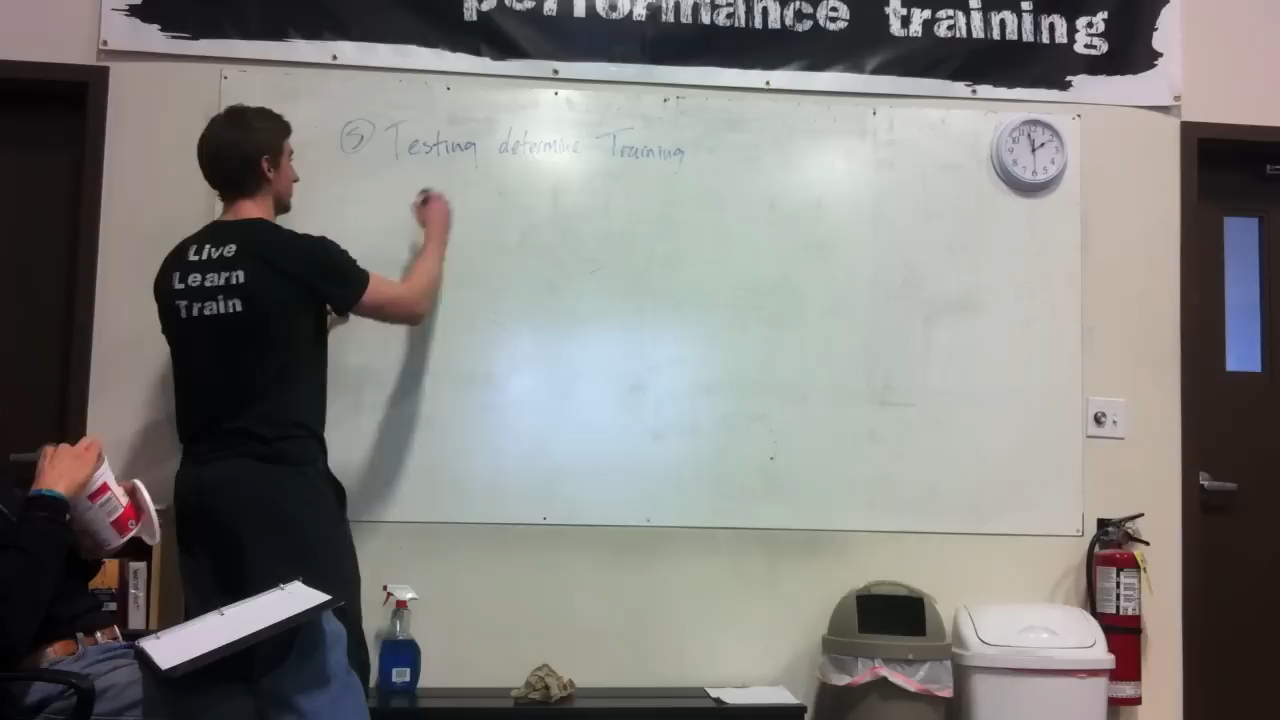 performance training
⑤ Testing determine Training
Live
Learn
Train